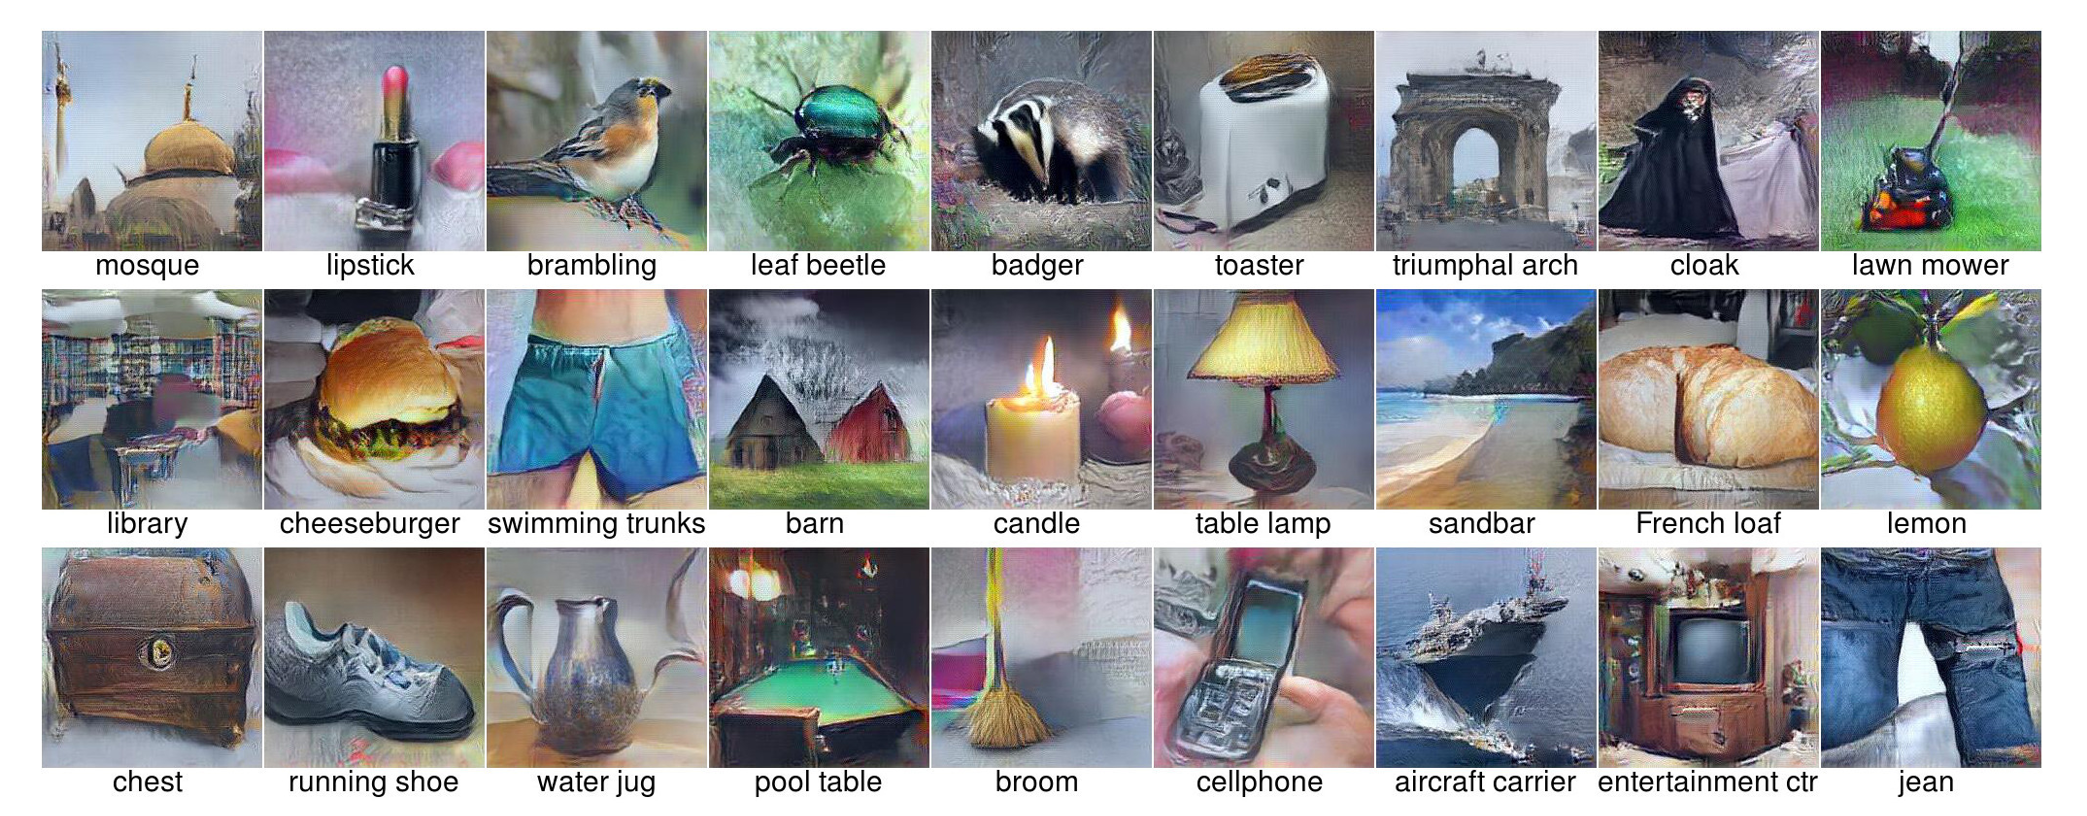 mosque
lipstick
brambling
leaf beetle
badger
toaster
triumphal arch
cloak
lawn mower
library
cheeseburger
swimming trunks
barn
candle
table lamp
sandbar
French loaf
lemon
chest
running shoe
water jug
pool table
broom
cellphone
aircraft carrier
entertainment ctr
jean